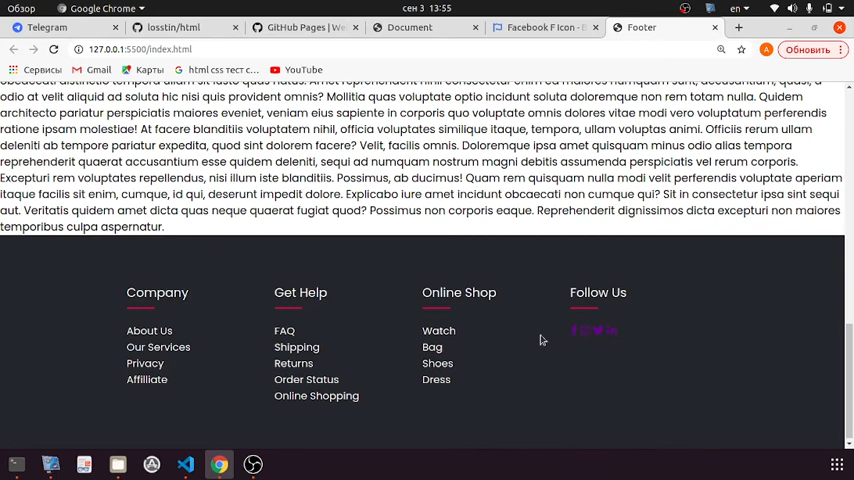 Обзор
Google Chrome
сен 3 13:55
en
Telegram
losstin/html
GitHub Pages | We
Document
Facebook F Icon - E
Footer
127.0.0.1:5500/index.html
Обновить
Сервисы
Gmail
Карты
html css тест c...
YouTube
odio at velit aliquid ad soluta hic nisi quis provident omnis? Mollitia quas voluptate optio incidunt soluta doloremque non rem totam nulla. Quidem
architecto pariatur perspiciatis maiores eveniet, veniam eius sapiente in corporis quo voluptate omnis dolores vitae modi vero voluptatum perferendis
ratione ipsam molestiae! At facere blanditiis voluptatem nihil, officia voluptates similique itaque, tempora, ullam voluptas animi. Officiis rerum ullam
deleniti ab tempore pariatur expedita, quod sint dolorem facere? Velit, facilis omnis. Doloremque ipsa amet quisquam minus odio alias tempora
reprehenderit quaerat accusantium esse quidem deleniti, sequi ad numquam nostrum magni debitis assumenda perspiciatis vel rerum corporis.
Excepturi rem voluptates repellendus, nisi illum iste blanditiis. Possimus, ab ducimus! Quam rem quisquam nulla modi velit perferendis voluptate aperiam
itaque facilis sit enim, cumque, id qui, deserunt impedit dolore. Explicabo iure amet incidunt obcaecati non cumque qui? Sit in consectetur ipsa sint sequi
aut. Veritatis quidem amet dicta quas neque quaerat fugiat quod? Possimus non corporis eaque. Reprehenderit dignissimos dicta excepturi non maiores
temporibus culpa aspernatur.
Company
About Us
Our Services
Privacy
Affilliate
Get Help
FAQ
Shipping
Returns
Order Status
Online Shopping
Online Shop
Watch
Bag
Shoes
Dress
Follow Us